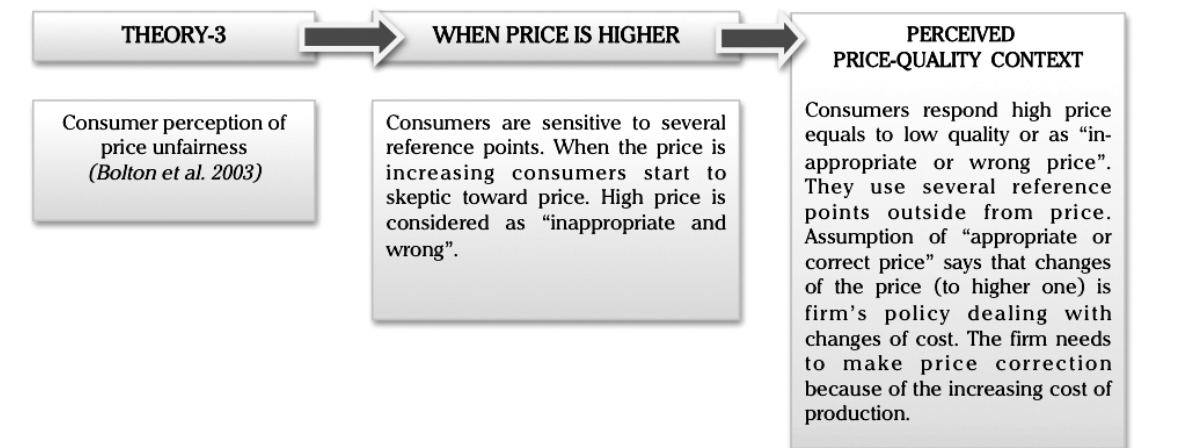 THEORY-3
WHEN PRICE IS HIGHER
PERCEIVED
PRICE-QUALITY CONTEXT
Consumer perception of
price unfairness
(Bolton et al. 2003)
Consumers are sensitive to several
reference points. When the price is
increasing consumers start to
skeptic toward price. High price is
considered as “inappropriate and
wrong”.
Consumers respond high price
equals to low quality or as “in-
appropriate or wrong price”.
They use several reference
points outside from price.
Assumption of “appropriate or
correct price” says that changes
of the price (to higher one) is
firm’s policy dealing with
changes of cost. The firm needs
to make price correction
because of the increasing cost of
production.